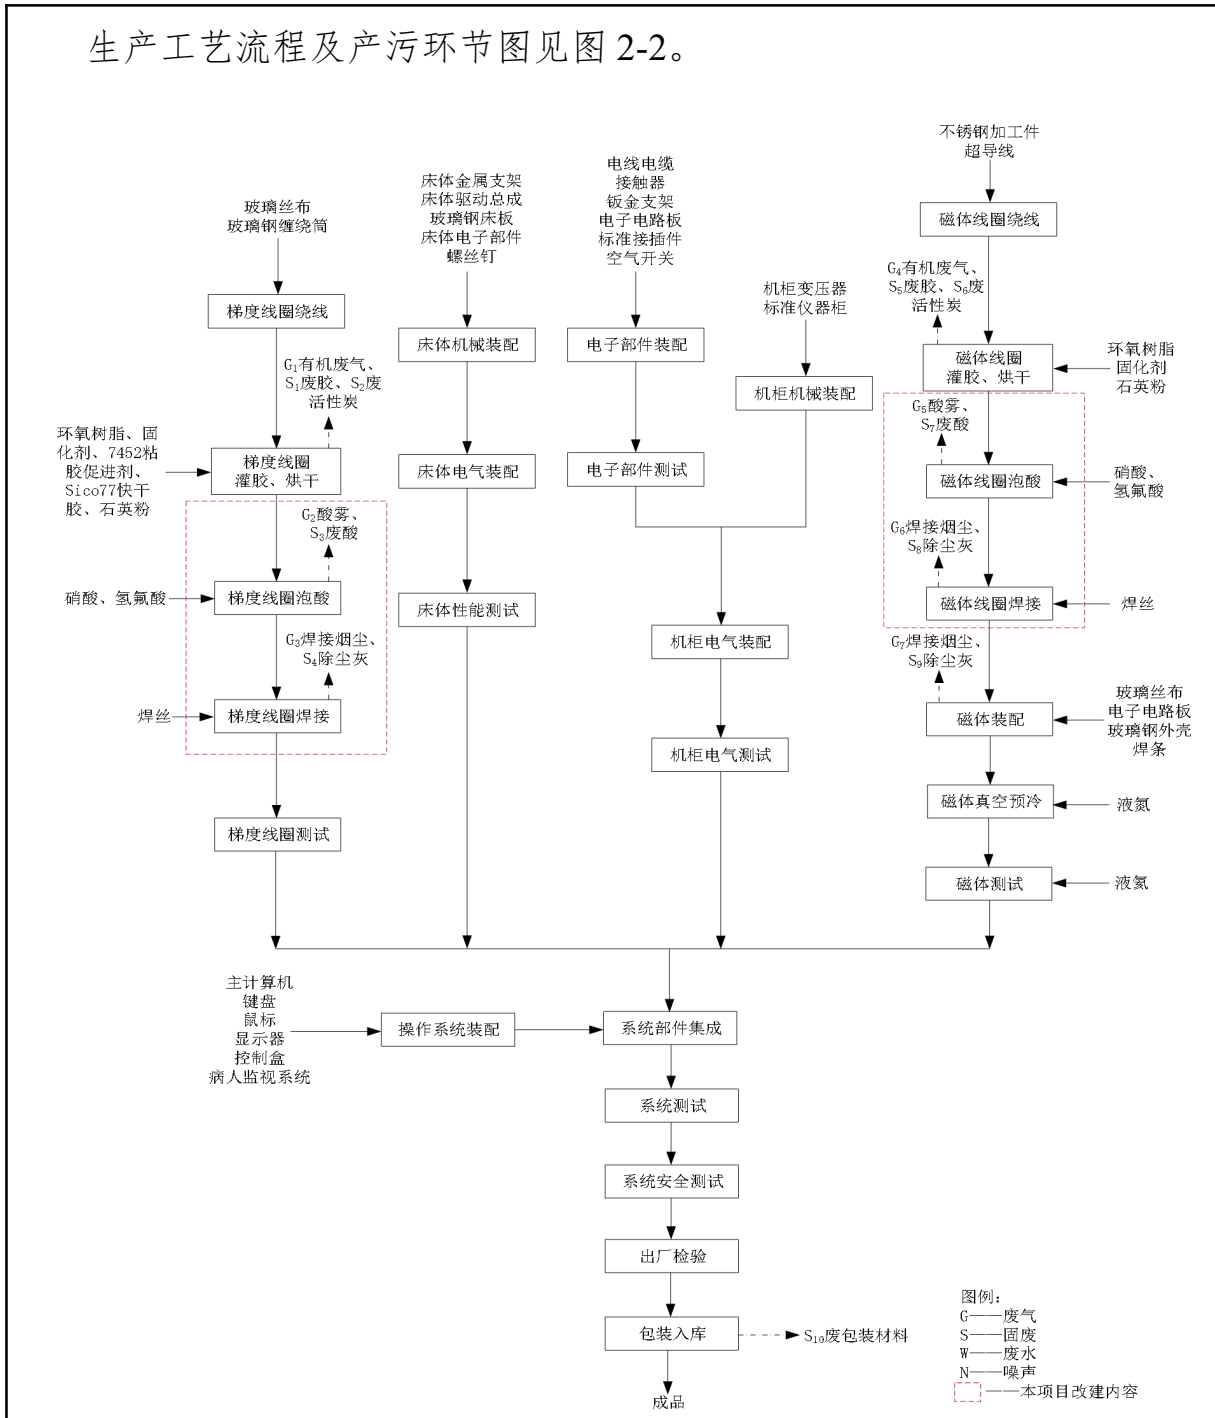 生产工艺流程及产污环节图见图 2-2。
不锈钢加工件
超导线
磁体线圈绕线
电线电缆
接触器
钣金支架
电子电路板
标准接插件
空气开关
床体金属支架
床体驱动总成
玻璃钢床板
床体电子部件
螺丝钉
玻璃丝布
玻璃钢缠绕筒
梯度线圈绕线
G₁有机废气、
S₁废胶、S₂废
活性炭
环氧树脂、固
化剂、7452粘
胶促进剂、
Sico77快干
胶、石英粉
梯度线圈
灌胶、烘干
G₂酸雾、
S₃废酸
硝酸、氢氟酸
梯度线圈泡酸
G₃焊接烟尘、
S₄除尘灰
焊丝
梯度线圈焊接
梯度线圈测试
床体机械装配
床体电气装配
床体性能测试
电子部件装配
电子部件测试
机柜变压器
标准仪器柜
机柜机械装配
机柜电气装配
机柜电气测试
G₄有机废气、
S₅废胶、S₆废
活性炭
磁体线圈
灌胶、烘干
环氧树脂
固化剂
石英粉
G₅酸雾、
S₇废酸
磁体线圈泡酸
硝酸、
氢氟酸
G₆焊接烟尘、
S₈除尘灰
磁体线圈焊接
焊丝
G₇焊接烟尘、
S₉除尘灰
磁体装配
玻璃丝布
电子电路板
玻璃钢外壳
焊条
磁体真空预冷
液氮
磁体测试
液氦
主计算机
键盘
鼠标
显示器
控制盒
病人监视系统
操作系统装配
系统部件集成
系统测试
系统安全测试
出厂检验
包装入库
S₁₀废包装材料
成品
图例:
G——废气
S——固废
W——废水
N——噪声
——本项目改建内容